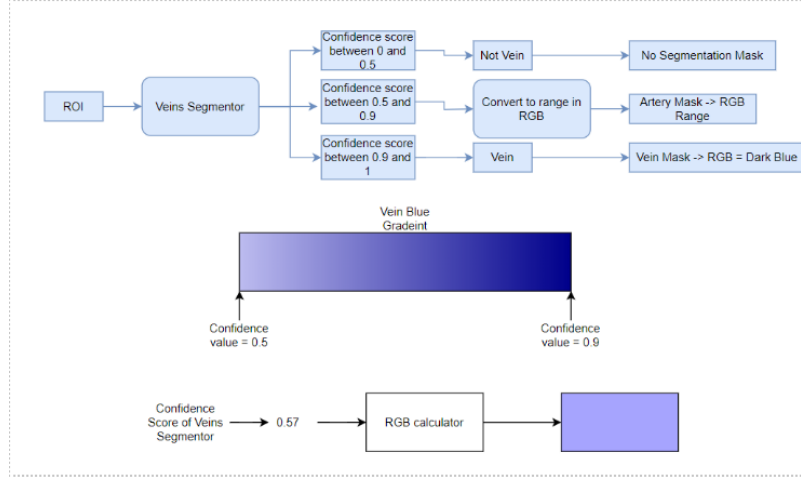 ROI
Veins Segmentor
Confidence score
between 0 and
0.5
Not Vein
No Segmentation Mask
Confidence score
between 0.5 and
0.9
Convert to range in
RGB
Artery Mask -> RGB
Range
Confidence score
between 0.9 and
1
Vein
Vein Mask -> RGB = Dark Blue
Vein Blue
Gradeint
Confidence
value = 0.5
Confidence
value = 0.9
Confidence
Score of Veins
Segmentor
0.57
RGB calculator